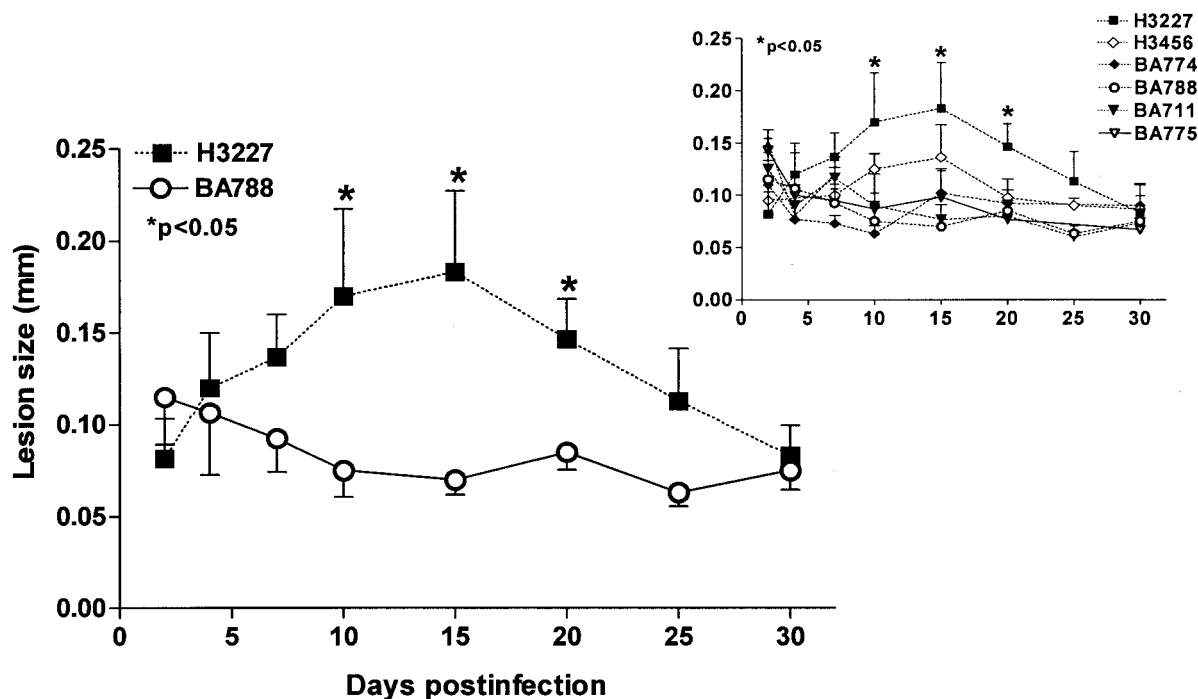 H3227
BA788
*p<0.05
* * *
0.25
0.20
0.15
0.10
0.05
0.00
Lesion size (mm)
0 5 10 15 20 25 30
Days postinfection
H3227
H3456
BA774
BA788
BA711
BA775
*p<0.05
* * *
0.25
0.20
0.15
0.10
0.05
0.00
0 5 10 15 20 25 30